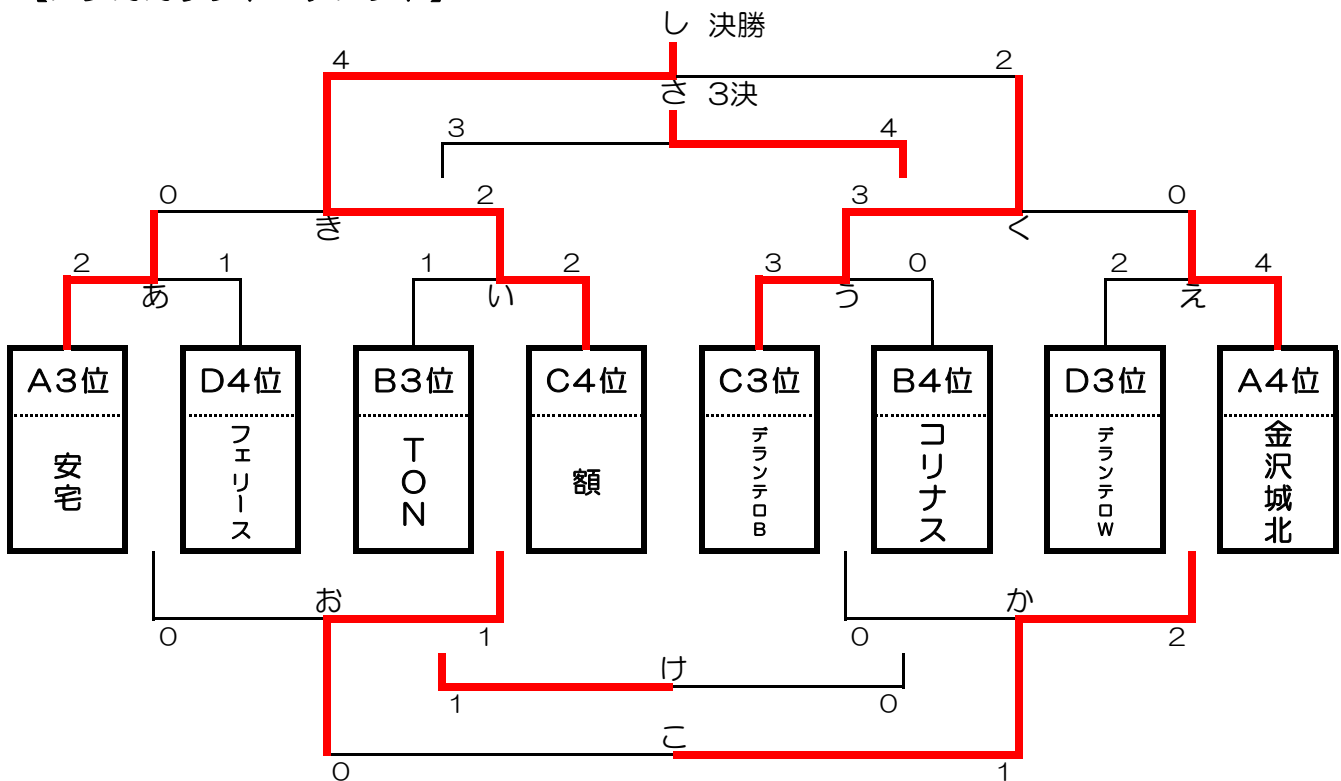 し 決勝
4 2
さ 3決
3 4
0 2 3 0
き く
2 1 1 2 3 0 2 4
あ い う え
A3位 D4位 B3位 C4位 C3位 B4位 D3位 A4位
安宅
フェリース
TON
額
デランテロB
コリナス
デランテロW
金沢城北
お か
0 1 0 2
け
1 0
こ
0 1